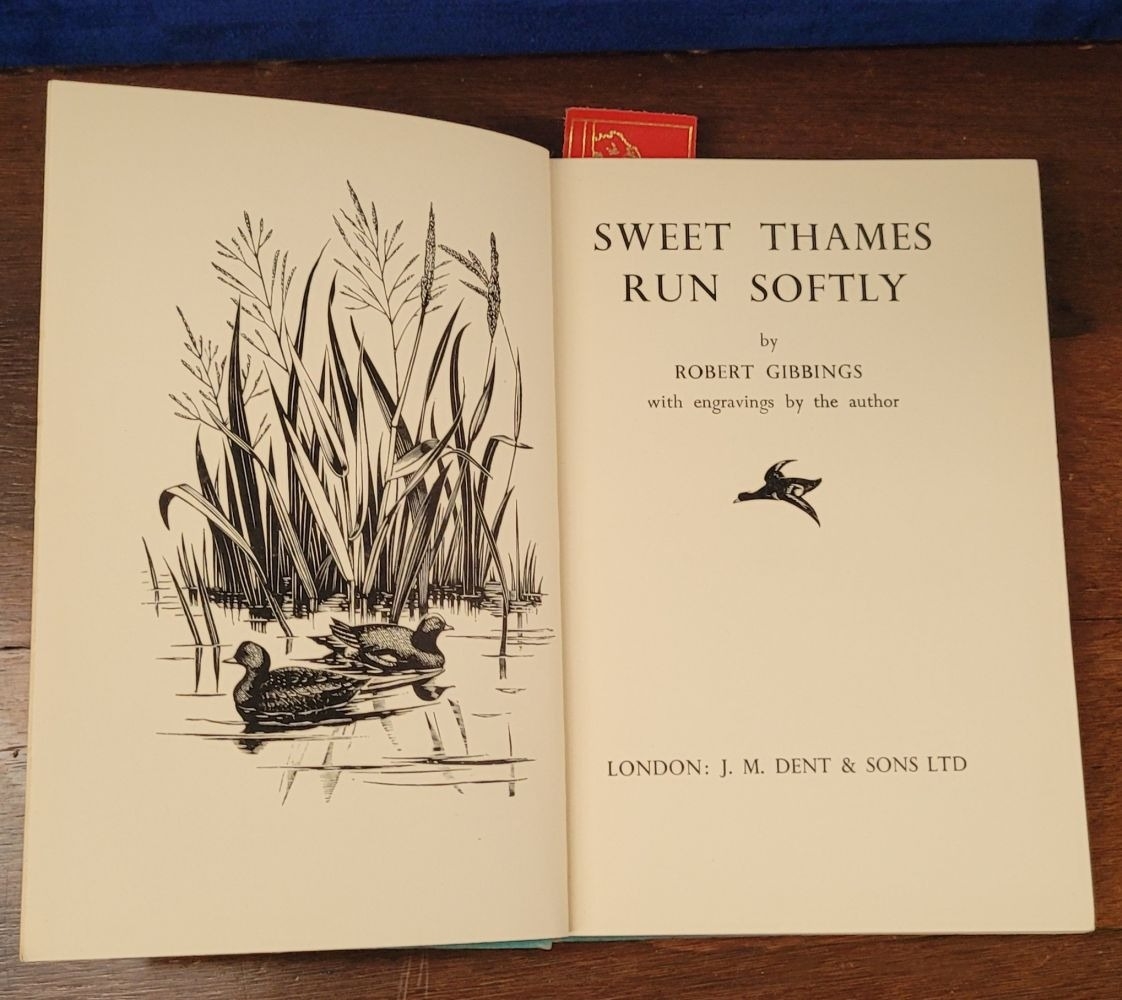 SWEET THAMES
RUN SOFTLY
by
ROBERT GIBBINGS
with engravings by the author
LONDON: J. M. DENT & SONS LTD